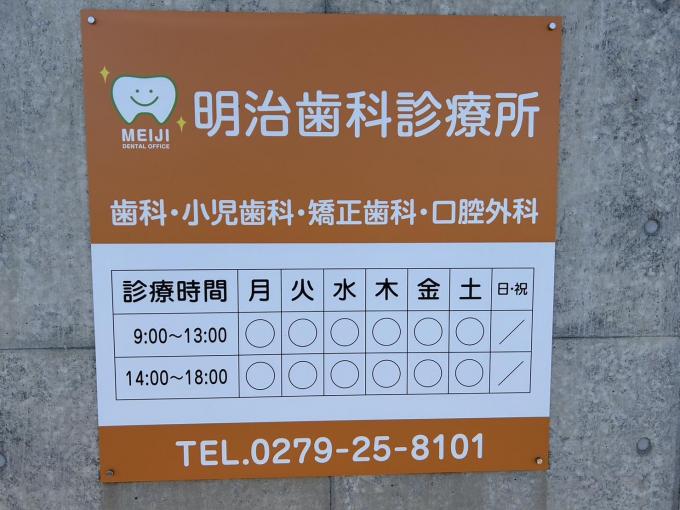 MEIJI
DENTAL OFFICE
明治歯科診療所
歯科・小児歯科・矯正歯科・口腔外科
診療時間 月 火 水 木 金 土 日・祝
9:00〜13:00 ○ ○ ○ ○ ○ ○ ／
14:00〜18:00 ○ ○ ○ ○ ○ ○ ／
TEL.0279-25-8101